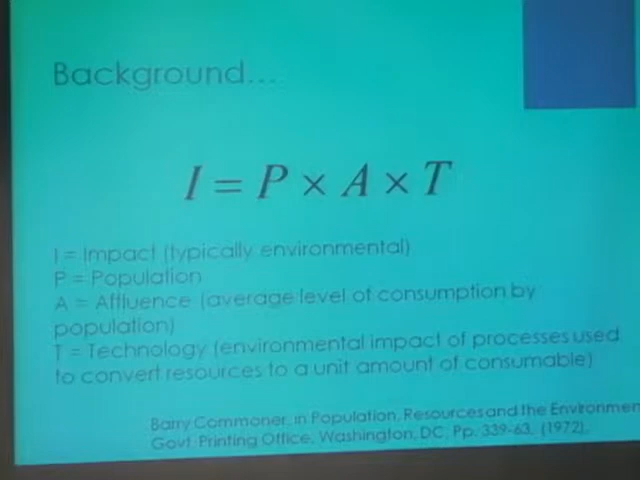 Background...
I = P × A × T
I = Impact (typically environmental)
P = Population
A = Affluence (average level of consumption by
population)
T = Technology (environmental impact of processes used
to convert resources to a unit amount of consumable)
Barry Commoner, in Population, Resources and the Environmen
Govt. Printing Office, Washington, DC, Pp. 339-63, (1972).